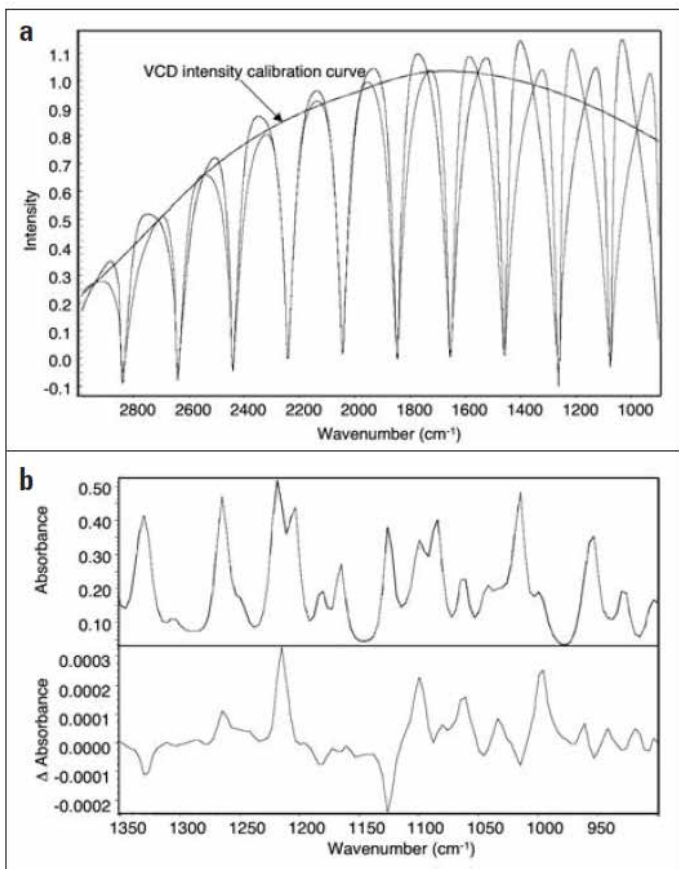 a
1.1
1.0
VCD intensity calibration curve
0.9
0.8
0.7
0.6
0.5
0.4
0.3
0.2
0.1
0.0
-0.1
Intensity
2800 2600 2400 2200 2000 1800 1600 1400 1200 1000
Wavenumber (cm⁻¹)
b
0.50
0.40
0.30
0.20
0.10
Absorbance
0.0003
0.0002
0.0001
0.0000
-0.0001
-0.0002
Δ Absorbance
1350 1300 1250 1200 1150 1100 1050 1000 950
Wavenumber (cm⁻¹)